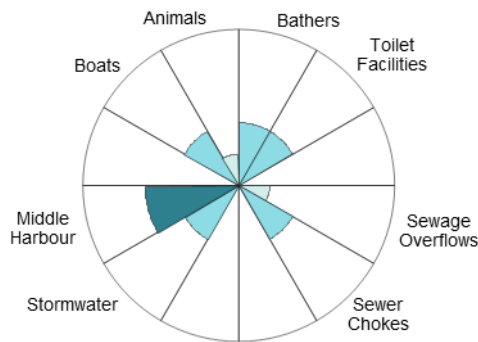 Animals
Bathers
Toilet
Facilities
Boats
Middle
Harbour
Sewage
Overflows
Stormwater
Sewer
Chokes